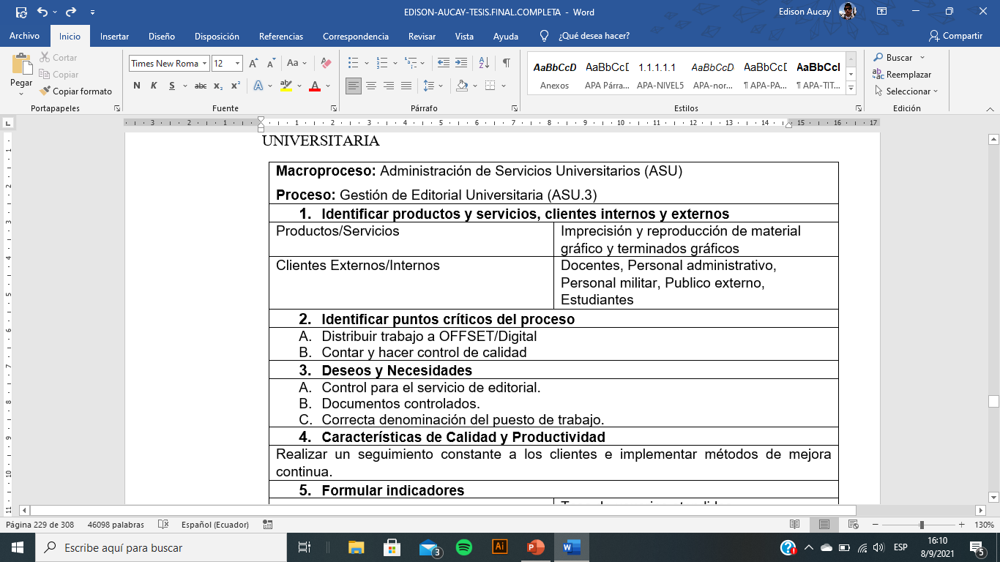 EDISON-AUCAY-TESIS.FINAL.COMPLETA - Word
Edison Aucay
Archivo Inicio Insertar Diseño Disposición Referencias Correspondencia Revisar Vista Ayuda ¿Qué desea hacer? Compartir
Pegar
Cortar
Copiar
Copiar formato
Portapapeles
Times New Roma 12
Fuente
Párrafo
AaBbCcD AaBbCcD 1.1.1.1.1 AaBbCcD AaBbCcD AaBbCcI
Anexos APA Párra... APA-NIVEL5 APA-nor... ¶ APA-PA... ¶ APA-TIT...
Estilos
Buscar
Reemplazar
Seleccionar
Edición
UNIVERSITARIA
Macroproceso: Administración de Servicios Universitarios (ASU)
Proceso: Gestión de Editorial Universitaria (ASU.3)
1. Identificar productos y servicios, clientes internos y externos
Productos/Servicios
Imprecisión y reproducción de material
gráfico y terminados gráficos
Clientes Externos/Internos
Docentes, Personal administrativo,
Personal militar, Publico externo,
Estudiantes
2. Identificar puntos críticos del proceso
A. Distribuir trabajo a OFFSET/Digital
B. Contar y hacer control de calidad
3. Deseos y Necesidades
A. Control para el servicio de editorial.
B. Documentos controlados.
C. Correcta denominación del puesto de trabajo.
4. Características de Calidad y Productividad
Realizar un seguimiento constante a los clientes e implementar métodos de mejora
continua.
5. Formular indicadores
Página 229 de 308 46098 palabras Español (Ecuador) 130%
Escribe aquí para buscar
ESP
16:10
8/9/2021